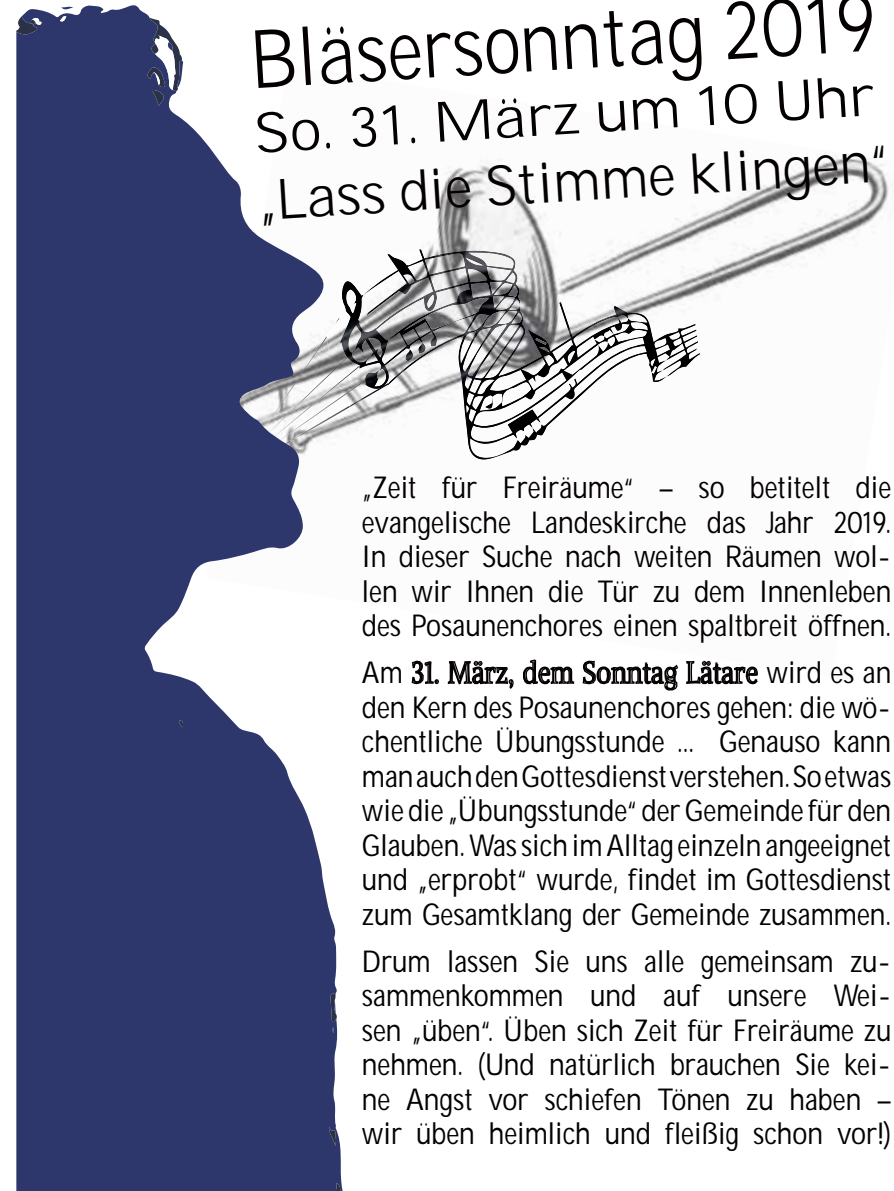 Bläsersonntag 2019
So. 31. März um 10 Uhr
„Lass die Stimme klingen“
„Zeit für Freiräume“ – so betitelt die
evangelische Landeskirche das Jahr 2019.
In dieser Suche nach weiten Räumen wol-
len wir Ihnen die Tür zu dem Innenleben
des Posaunenchores einen spaltbreit öffnen.
Am 31. März, dem Sonntag Lätare wird es an
den Kern des Posaunenchores gehen: die wö-
chentliche Übungsstunde ... Genauso kann
man auch den Gottesdienst verstehen. So etwas
wie die „Übungsstunde“ der Gemeinde für den
Glauben. Was sich im Alltag einzeln angeeignet
und „erprobt“ wurde, findet im Gottesdienst
zum Gesamtklang der Gemeinde zusammen.
Drum lassen Sie uns alle gemeinsam zu-
sammenkommen und auf unsere Wei-
sen „üben“. Üben sich Zeit für Freiräume zu
nehmen. (Und natürlich brauchen Sie kei-
ne Angst vor schiefen Tönen zu haben –
wir üben heimlich und fleißig schon vor!)